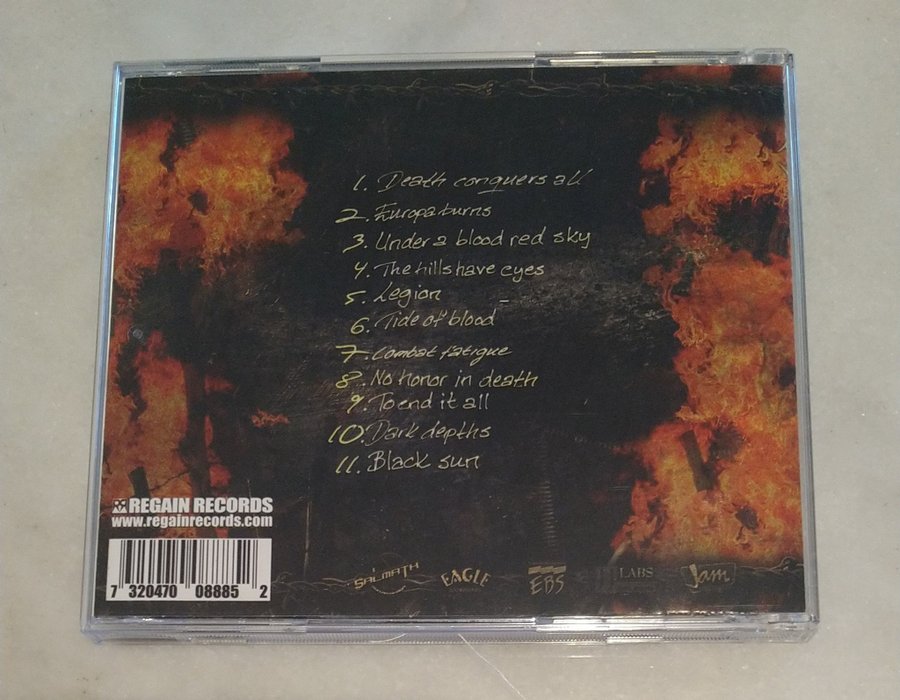 1. Death conquers all
2. Europa burns
3. Under a blood red sky
4. The hills have eyes
5. Legion
6. Tide of blood
7. Combat fatigue
8. No honor in death
9. To end it all
10. Dark depths
11. Black sun
REGAIN RECORDS
www.regainrecords.com
7 320470 08885 2
BALMATH
EAGLE
EBS
LABS
Jam